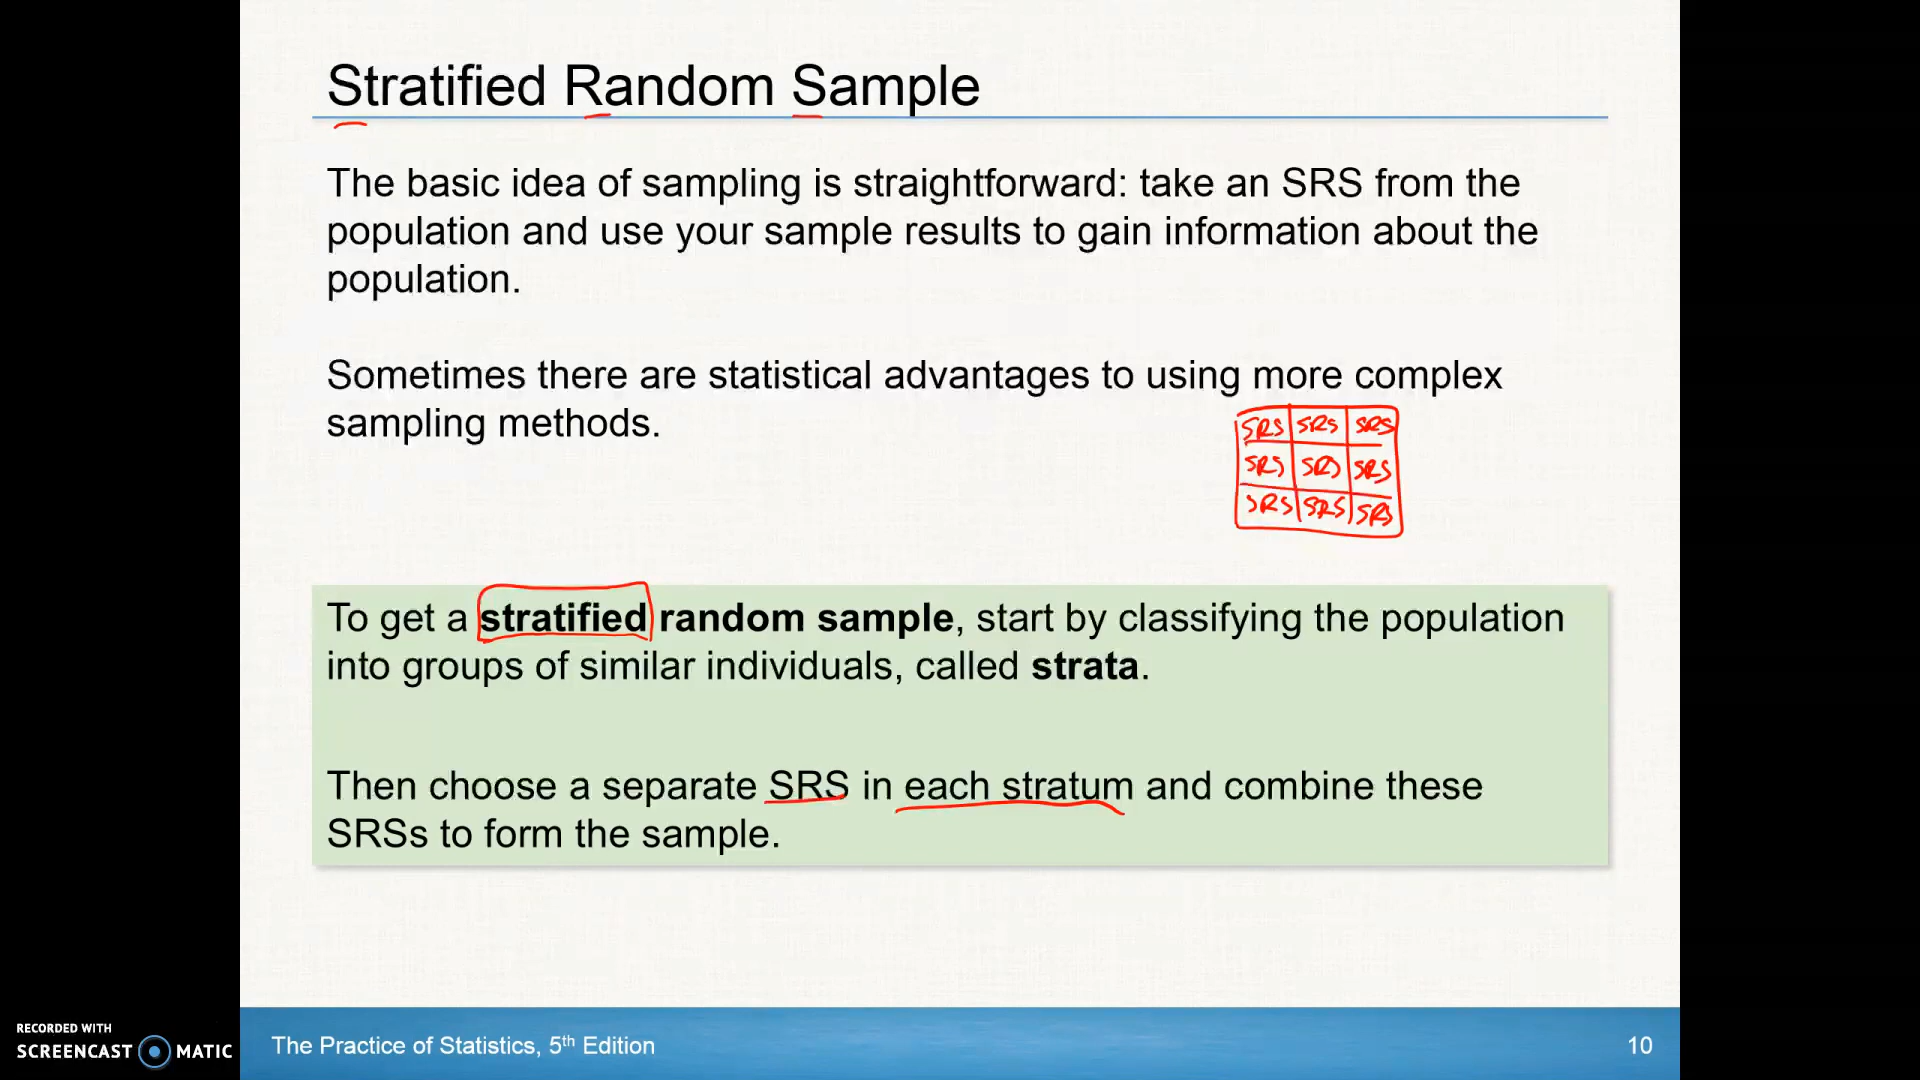 Stratified Random Sample
The basic idea of sampling is straightforward: take an SRS from the
population and use your sample results to gain information about the
population.
Sometimes there are statistical advantages to using more complex
sampling methods.
SRS SRS SRS
SRS SRS SRS
SRS SRS SRS
To get a stratified random sample, start by classifying the population
into groups of similar individuals, called strata.
Then choose a separate SRS in each stratum and combine these
SRSs to form the sample.
RECORDED WITH
SCREENCAST MATIC
The Practice of Statistics, 5th Edition
10